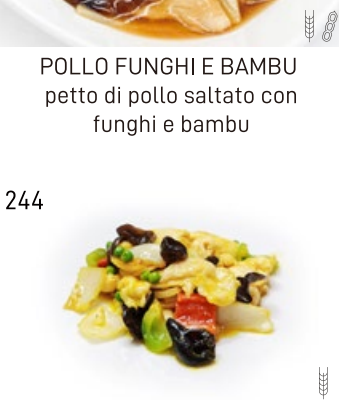 POLLO FUNGHI E BAMBU
petto di pollo saltato con
funghi e bambu
244